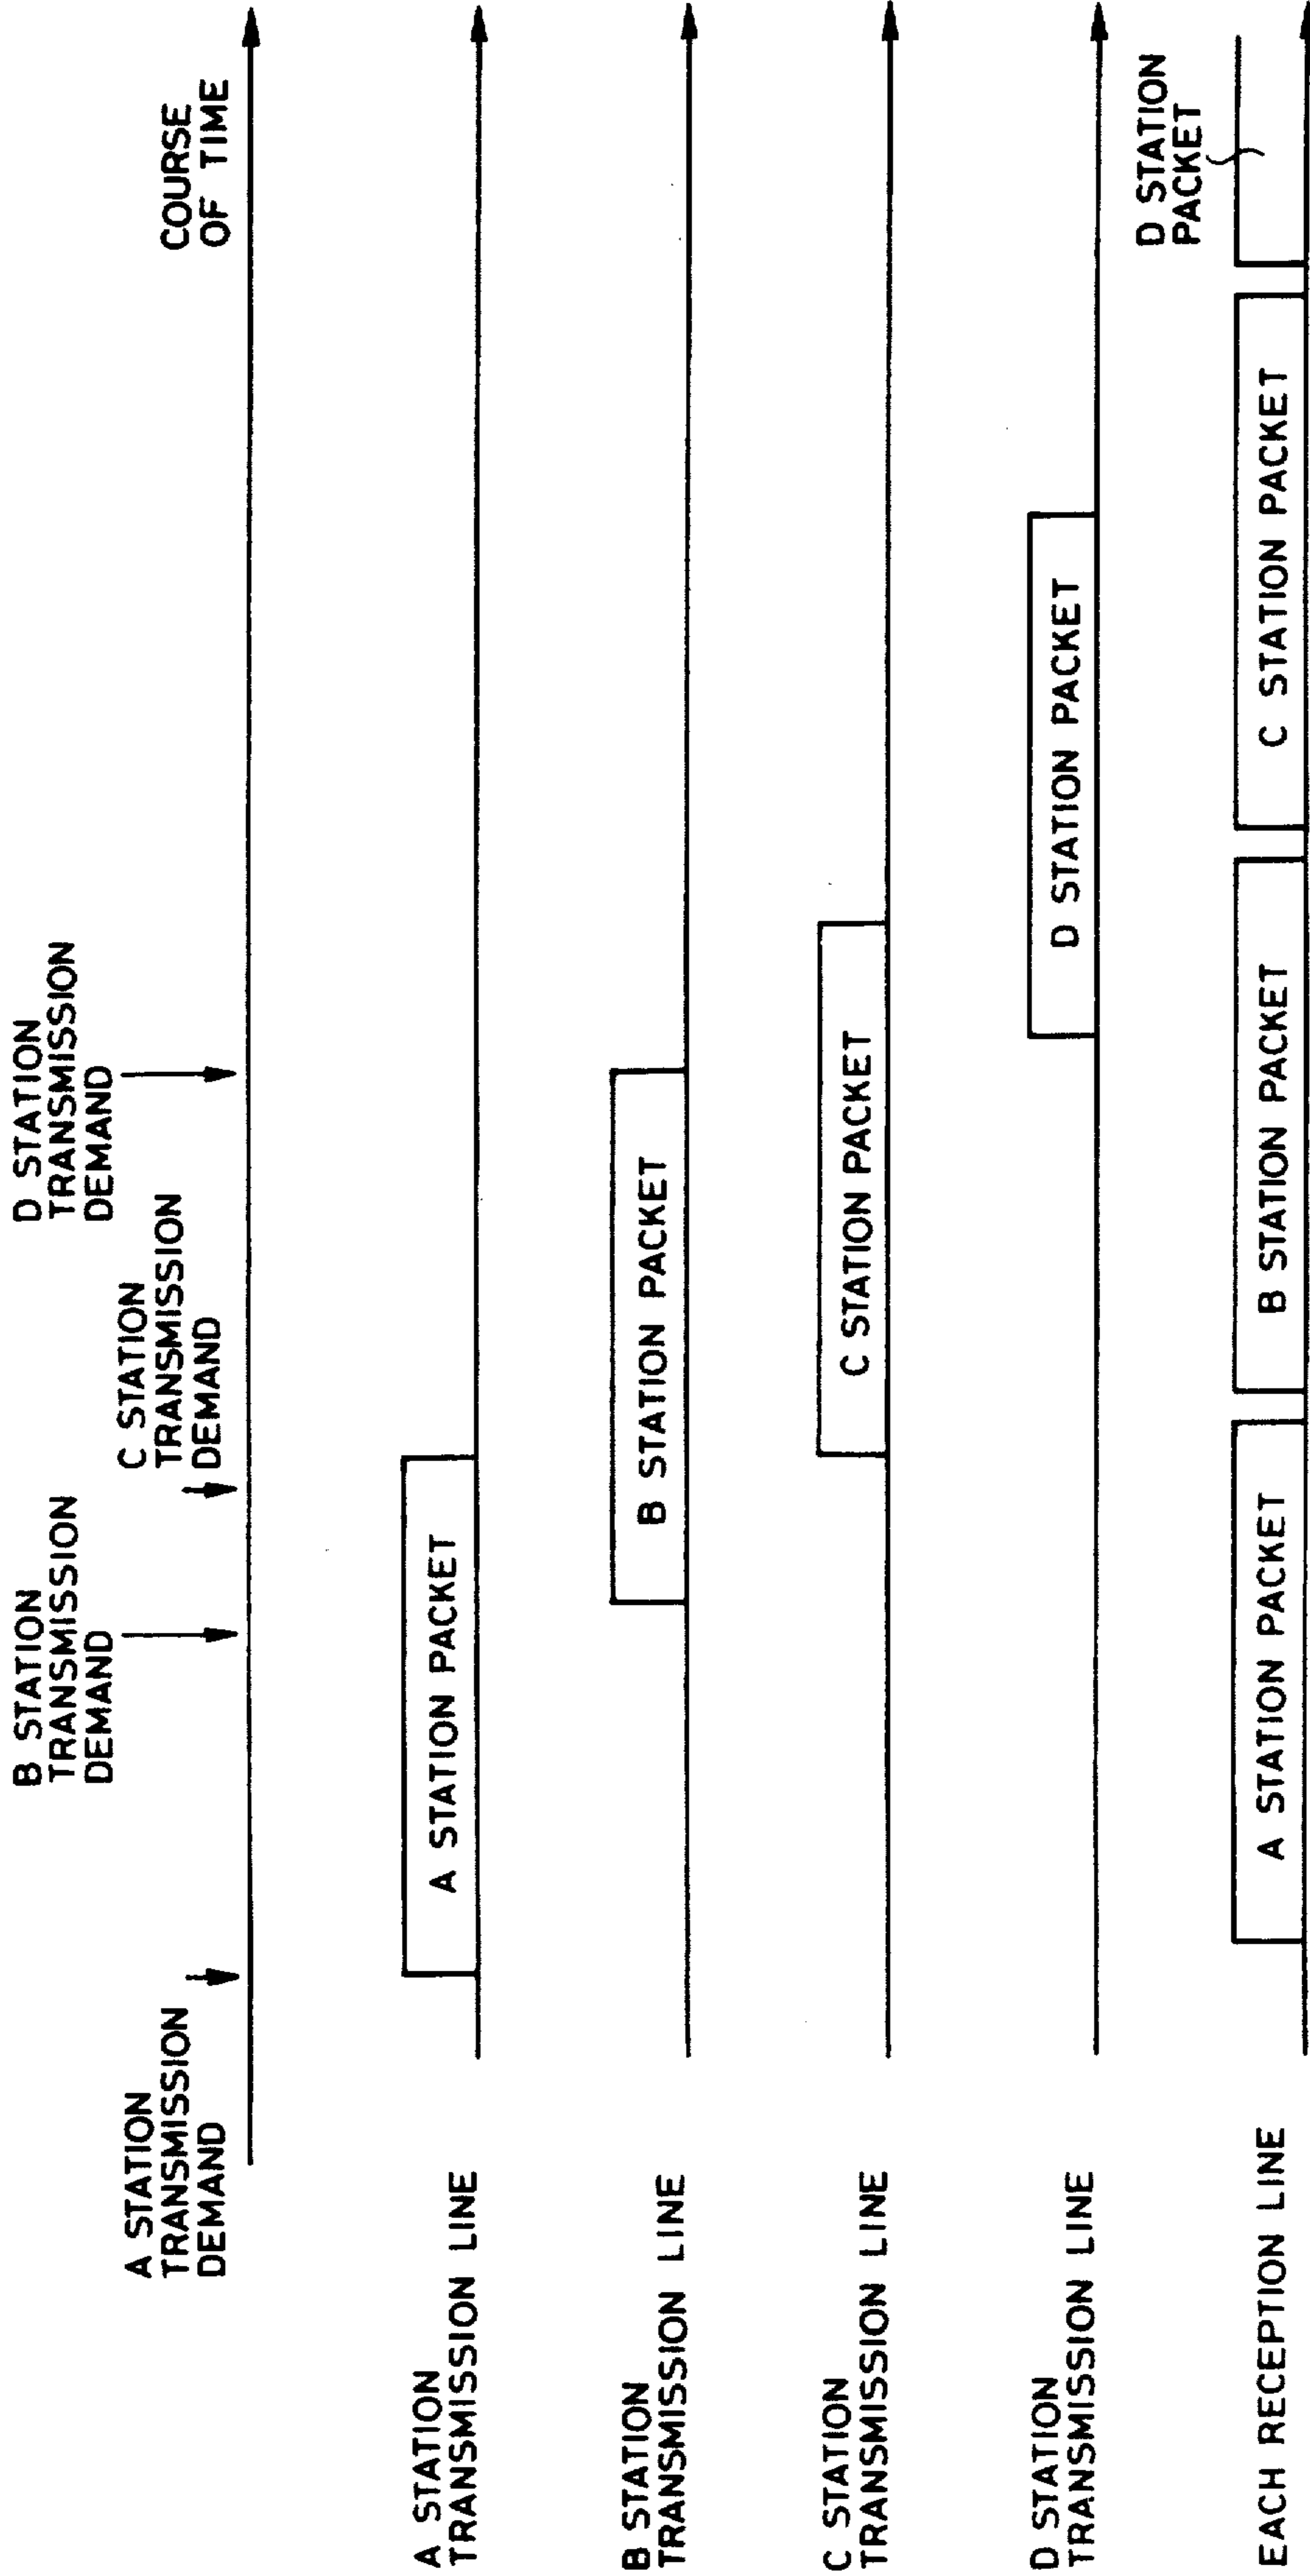 A STATION
TRANSMISSION
DEMAND
B STATION
TRANSMISSION
DEMAND
C STATION
TRANSMISSION
DEMAND
D STATION
TRANSMISSION
DEMAND
COURSE
OF TIME
A STATION
TRANSMISSION LINE
A STATION PACKET
B STATION
TRANSMISSION LINE
B STATION PACKET
C STATION
TRANSMISSION LINE
C STATION PACKET
D STATION
TRANSMISSION LINE
D STATION PACKET
EACH RECEPTION LINE
A STATION PACKET
B STATION PACKET
C STATION PACKET
D STATION
PACKET